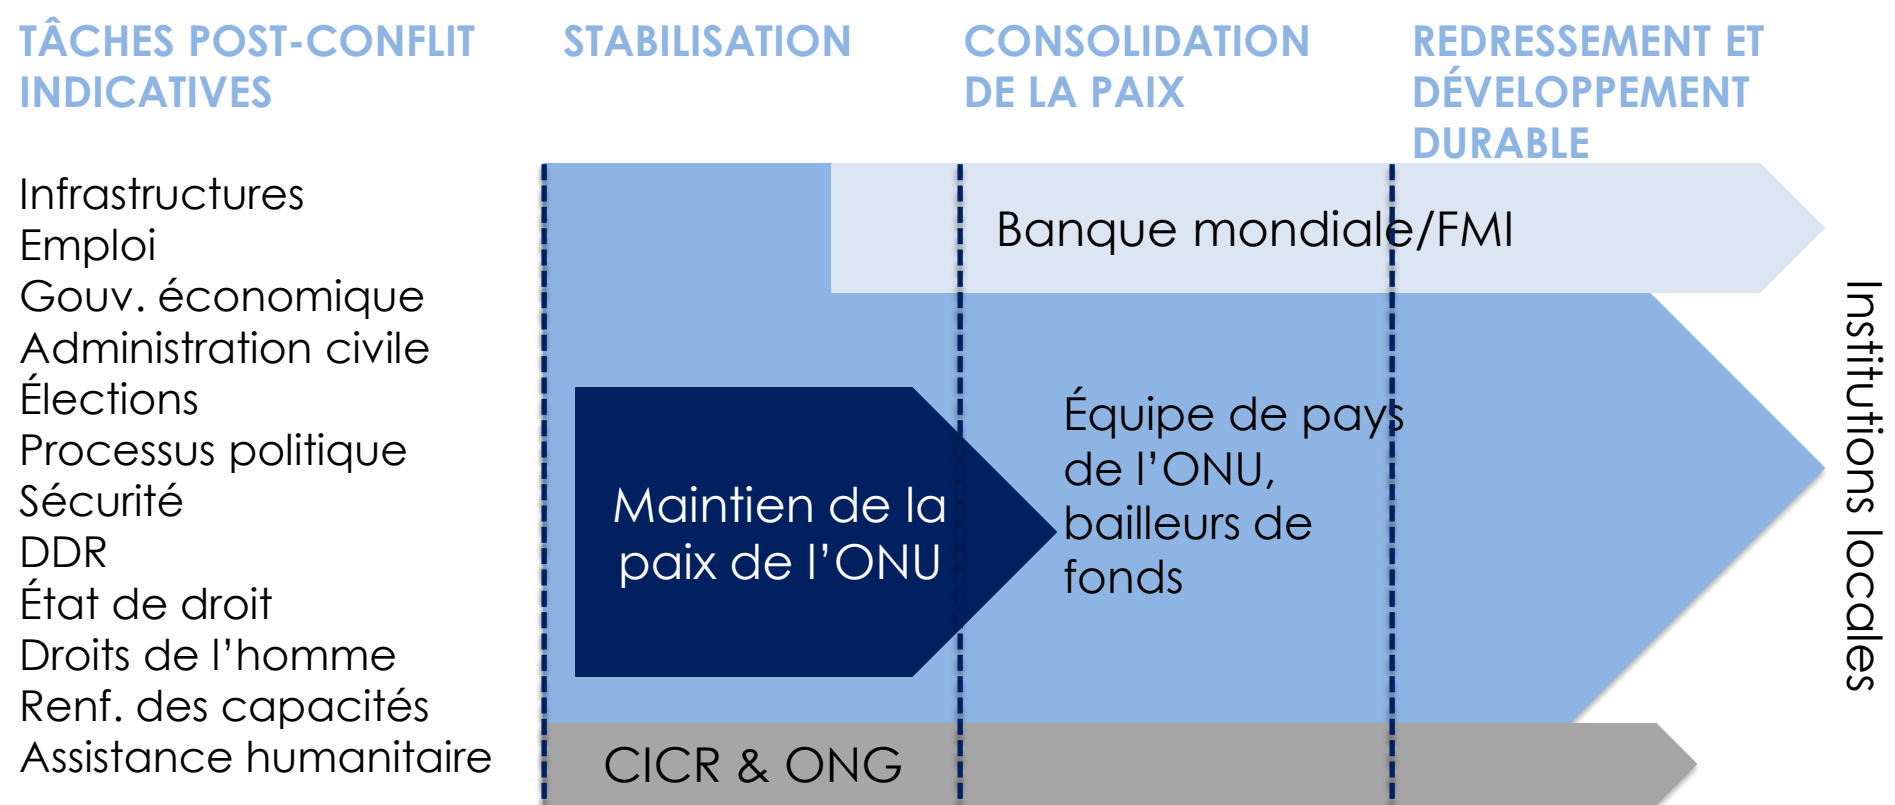 TÂCHES POST-CONFLIT
INDICATIVES
STABILISATION
CONSOLIDATION
DE LA PAIX
REDRESSEMENT ET
DÉVELOPPEMENT
DURABLE
Infrastructures
Emploi
Gouv. économique
Administration civile
Élections
Processus politique
Sécurité
DDR
État de droit
Droits de l’homme
Renf. des capacités
Assistance humanitaire
Banque mondiale/FMI
Maintien de la
paix de l’ONU
Équipe de pays
de l’ONU,
bailleurs de
fonds
CICR & ONG
Institutions locales